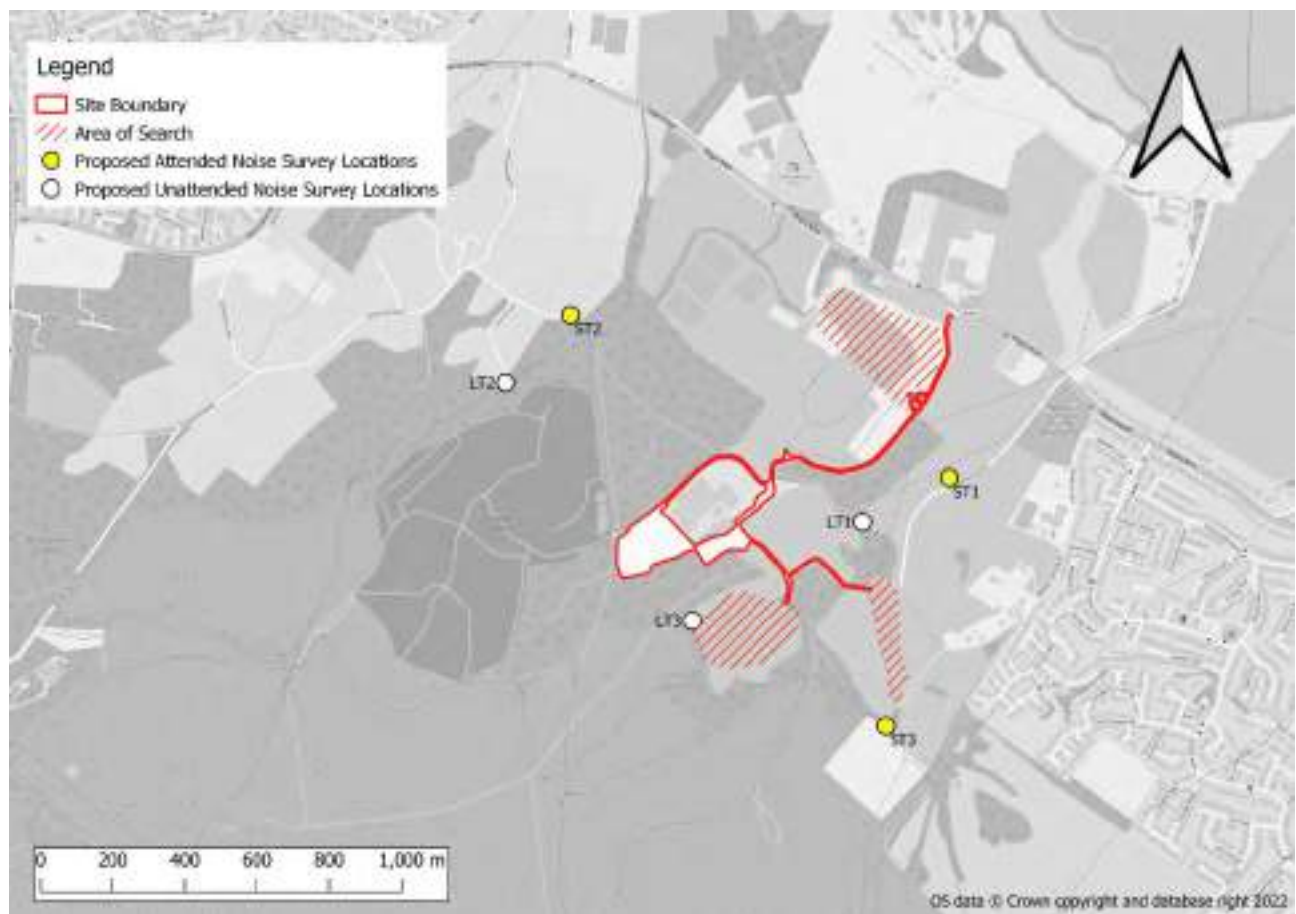 Legend
Site Boundary
Area of Search
Proposed Attended Noise Survey Locations
Proposed Unattended Noise Survey Locations
ST2
LT2
ST1
LT1
LT3
ST3
0 200 400 600 800 1,000 m
OS data © Crown copyright and database right 2022